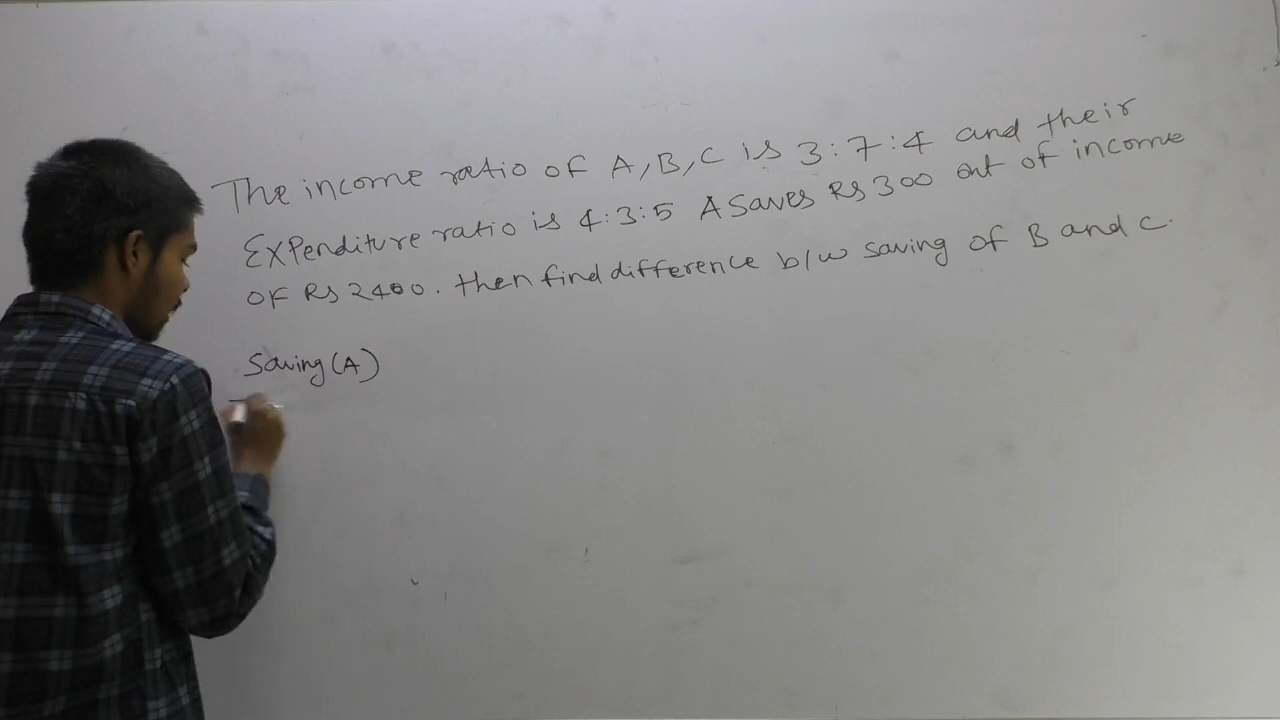 The income ratio of A, B, C is 3:7:4 and their
Expenditure ratio is 4:3:5 A saves Rs 300 out of income
of Rs 2400. then find difference b/w saving of B and C.
Saving (A)